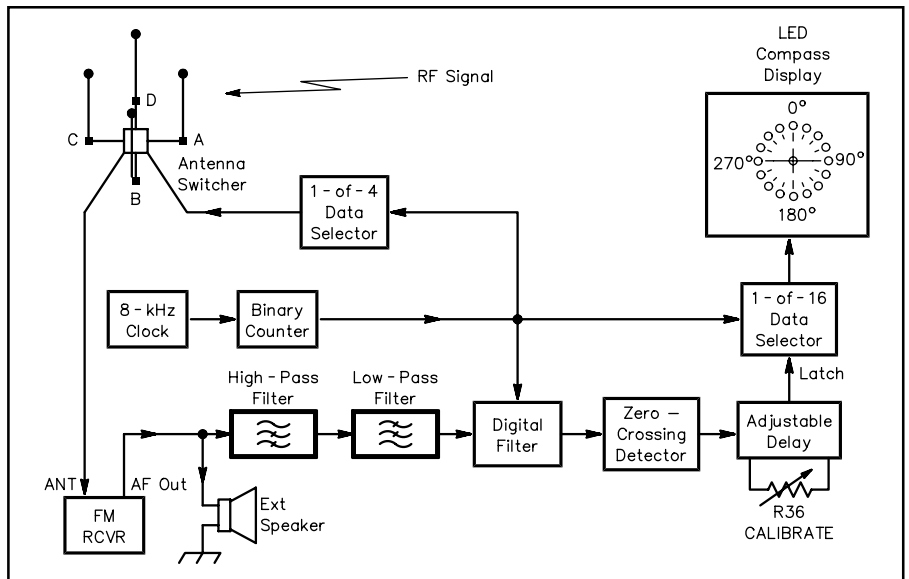 LED
Compass
Display
RF Signal
0°
270°
90°
180°
D
C
A
B
Antenna
Switcher
1 - of - 4
Data
Selector
8 - kHz
Clock
Binary
Counter
1 - of - 16
Data
Selector
Latch
High - Pass
Filter
Low - Pass
Filter
Digital
Filter
Zero –
Crossing
Detector
Adjustable
Delay
ANT
AF Out
FM
RCVR
Ext
Speaker
R36
CALIBRATE